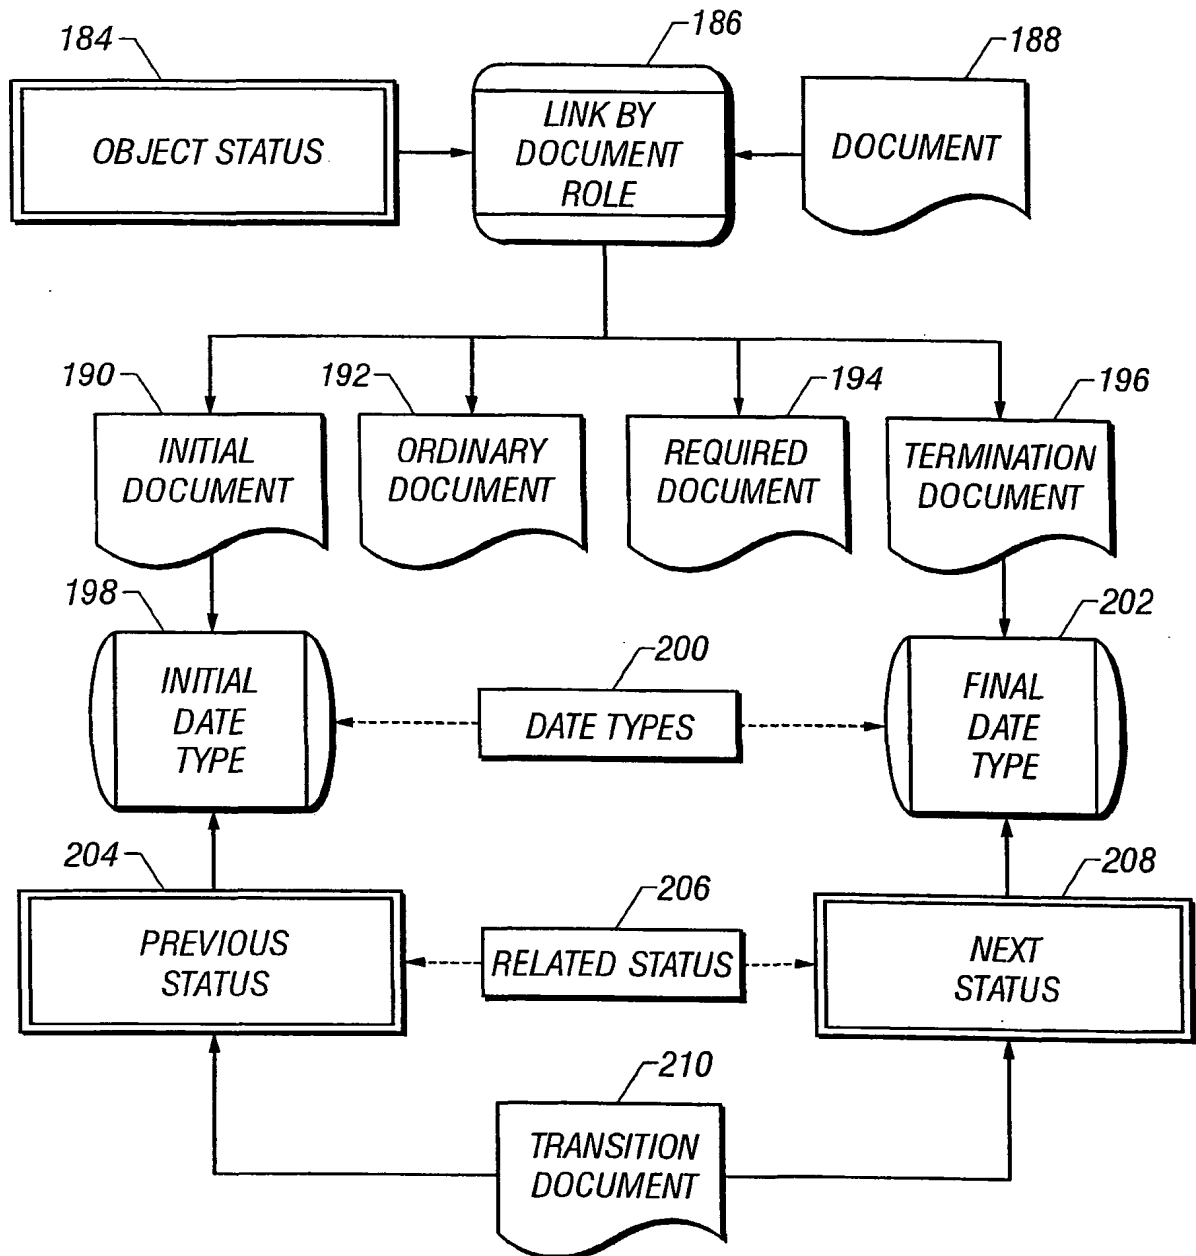 184
186
188
OBJECT STATUS
LINK BY
DOCUMENT
ROLE
DOCUMENT
190
192
194
196
INITIAL
DOCUMENT
ORDINARY
DOCUMENT
REQUIRED
DOCUMENT
TERMINATION
DOCUMENT
198
200
202
INITIAL
DATE
TYPE
DATE TYPES
FINAL
DATE
TYPE
204
206
208
PREVIOUS
STATUS
RELATED STATUS
NEXT
STATUS
210
TRANSITION
DOCUMENT